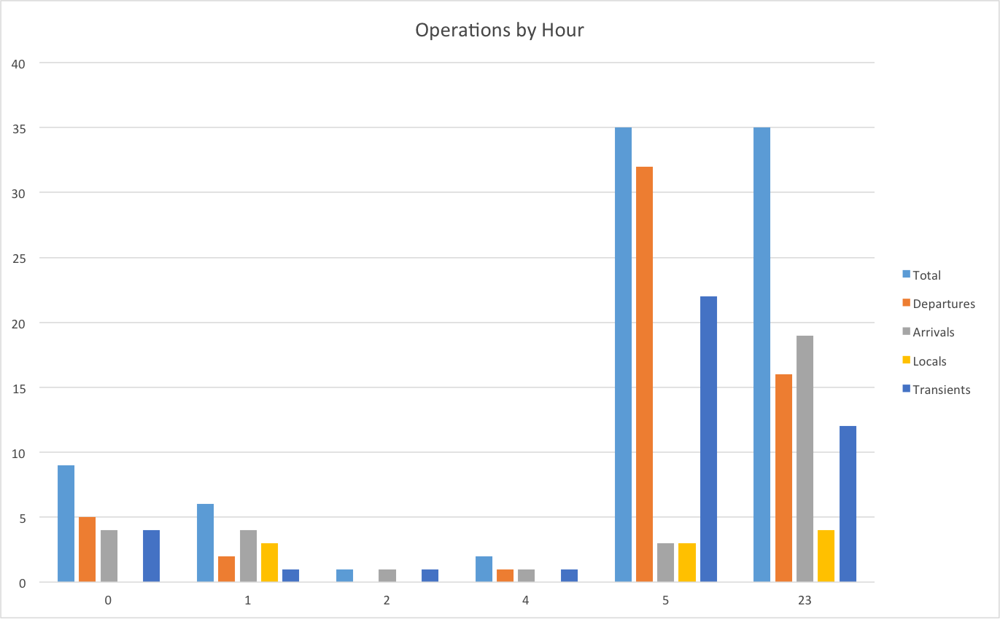 Operations by Hour
40
35
30
25
20
15
10
5
0
0 1 2 4 5 23
Total
Departures
Arrivals
Locals
Transients